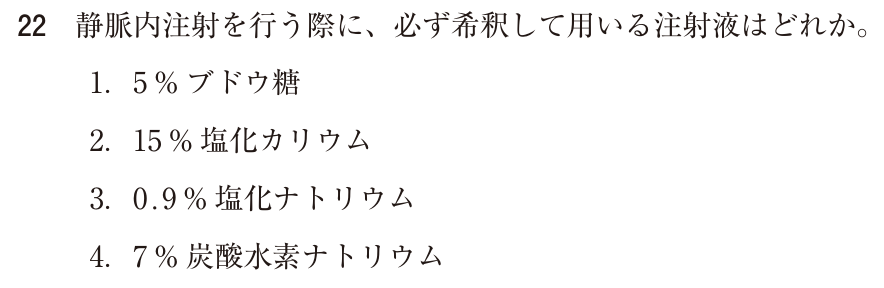 22 静脈内注射を行う際に、必ず希釈して用いる注射液はどれか。
1. 5％ブドウ糖
2. 15％塩化カリウム
3. 0.9％塩化ナトリウム
4. 7％炭酸水素ナトリウム